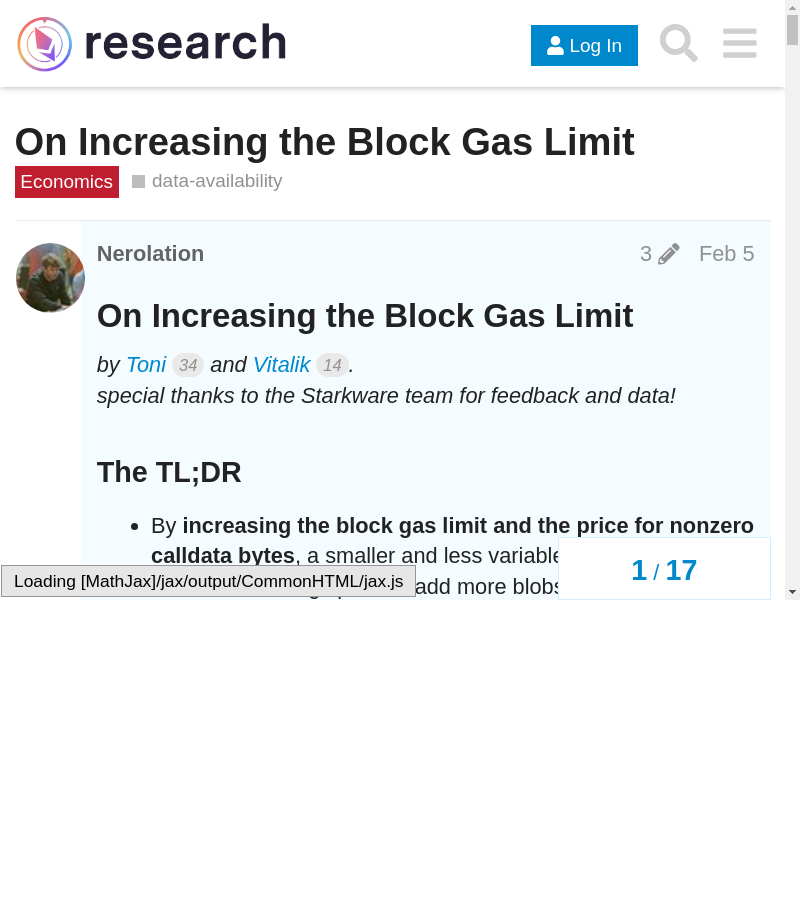 research
Log In
On Increasing the Block Gas Limit
Economics data-availability
Nerolation 3 Feb 5
On Increasing the Block Gas Limit
by Toni 34 and Vitalik 14.
special thanks to the Starkware team for feedback and data!
The TL;DR
By increasing the block gas limit and the price for nonzero
calldata bytes, a smaller and less variable
add more blobs
1 / 17
Loading [MathJax]/jax/output/CommonHTML/jax.js